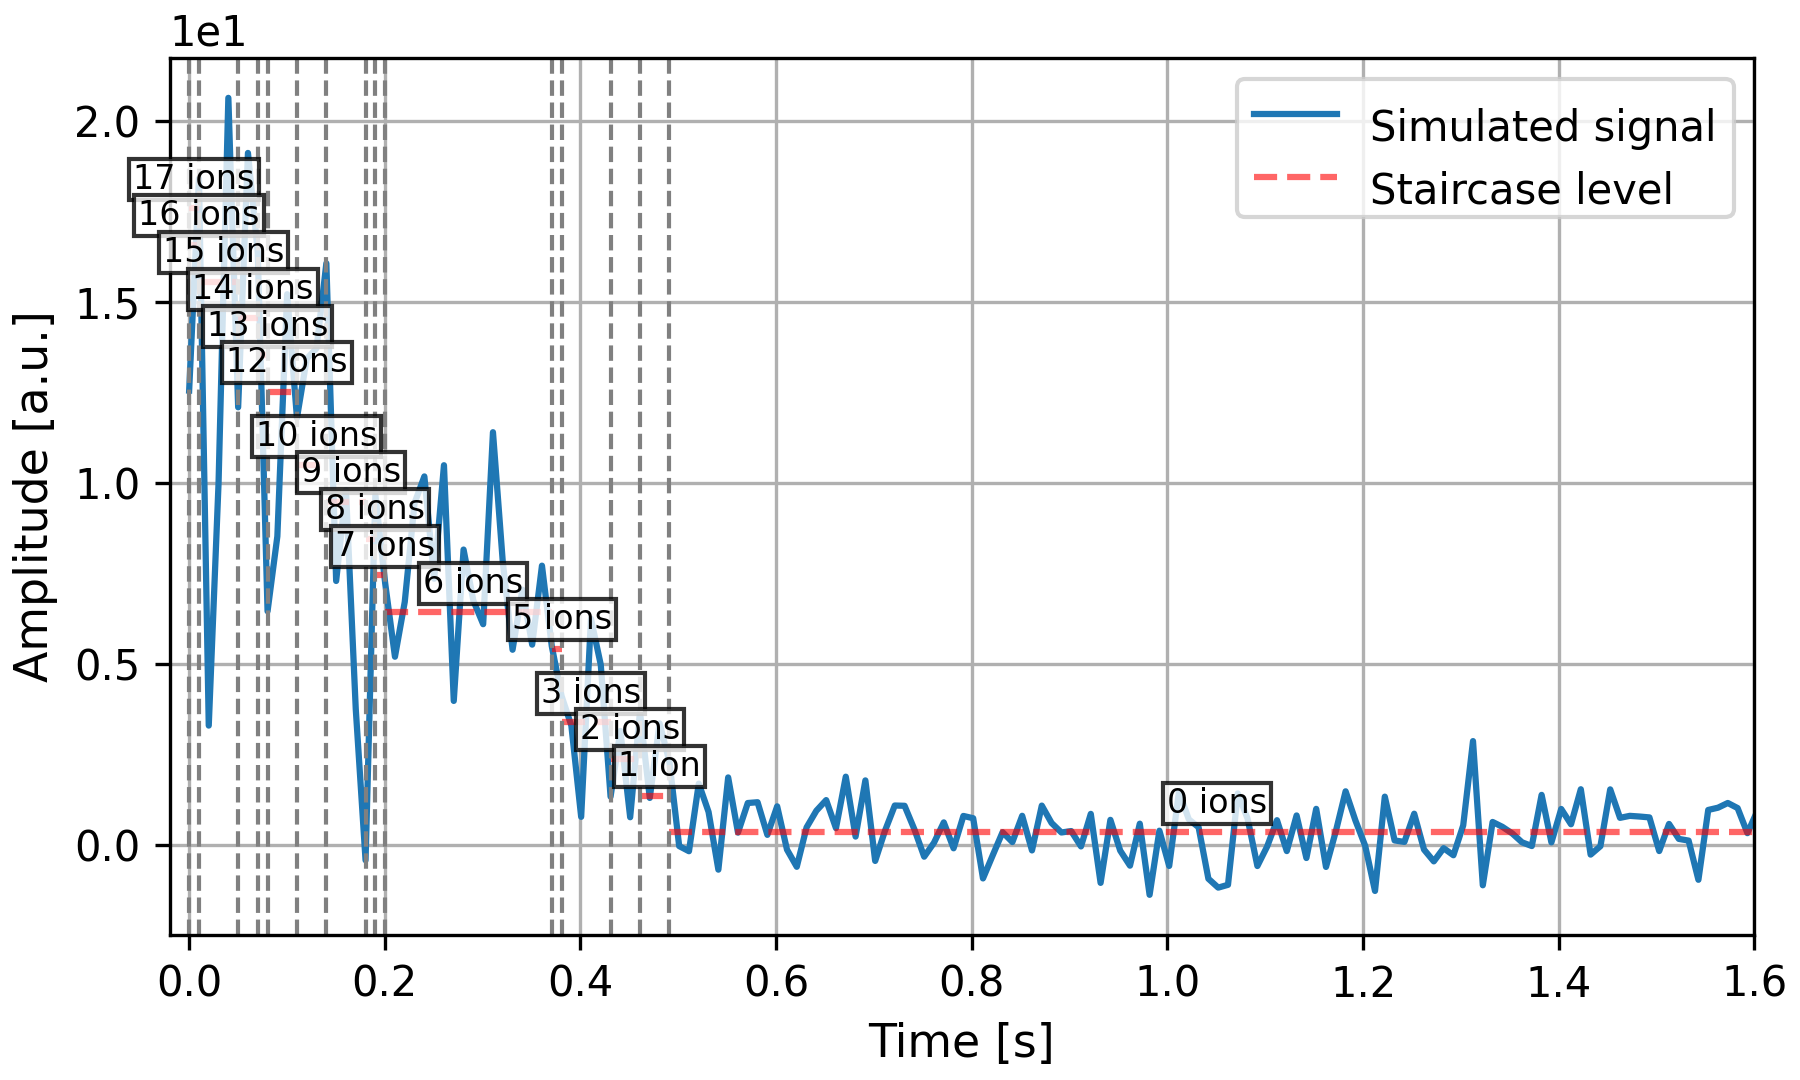 1e1
Simulated signal
Staircase level
17 ions
16 ions
15 ions
14 ions
13 ions
12 ions
10 ions
9 ions
8 ions
7 ions
6 ions
5 ions
3 ions
2 ions
1 ion
0 ions
2.0
1.5
1.0
0.5
0.0
Amplitude [a.u.]
0.0 0.2 0.4 0.6 0.8 1.0 1.2 1.4 1.6
Time [s]